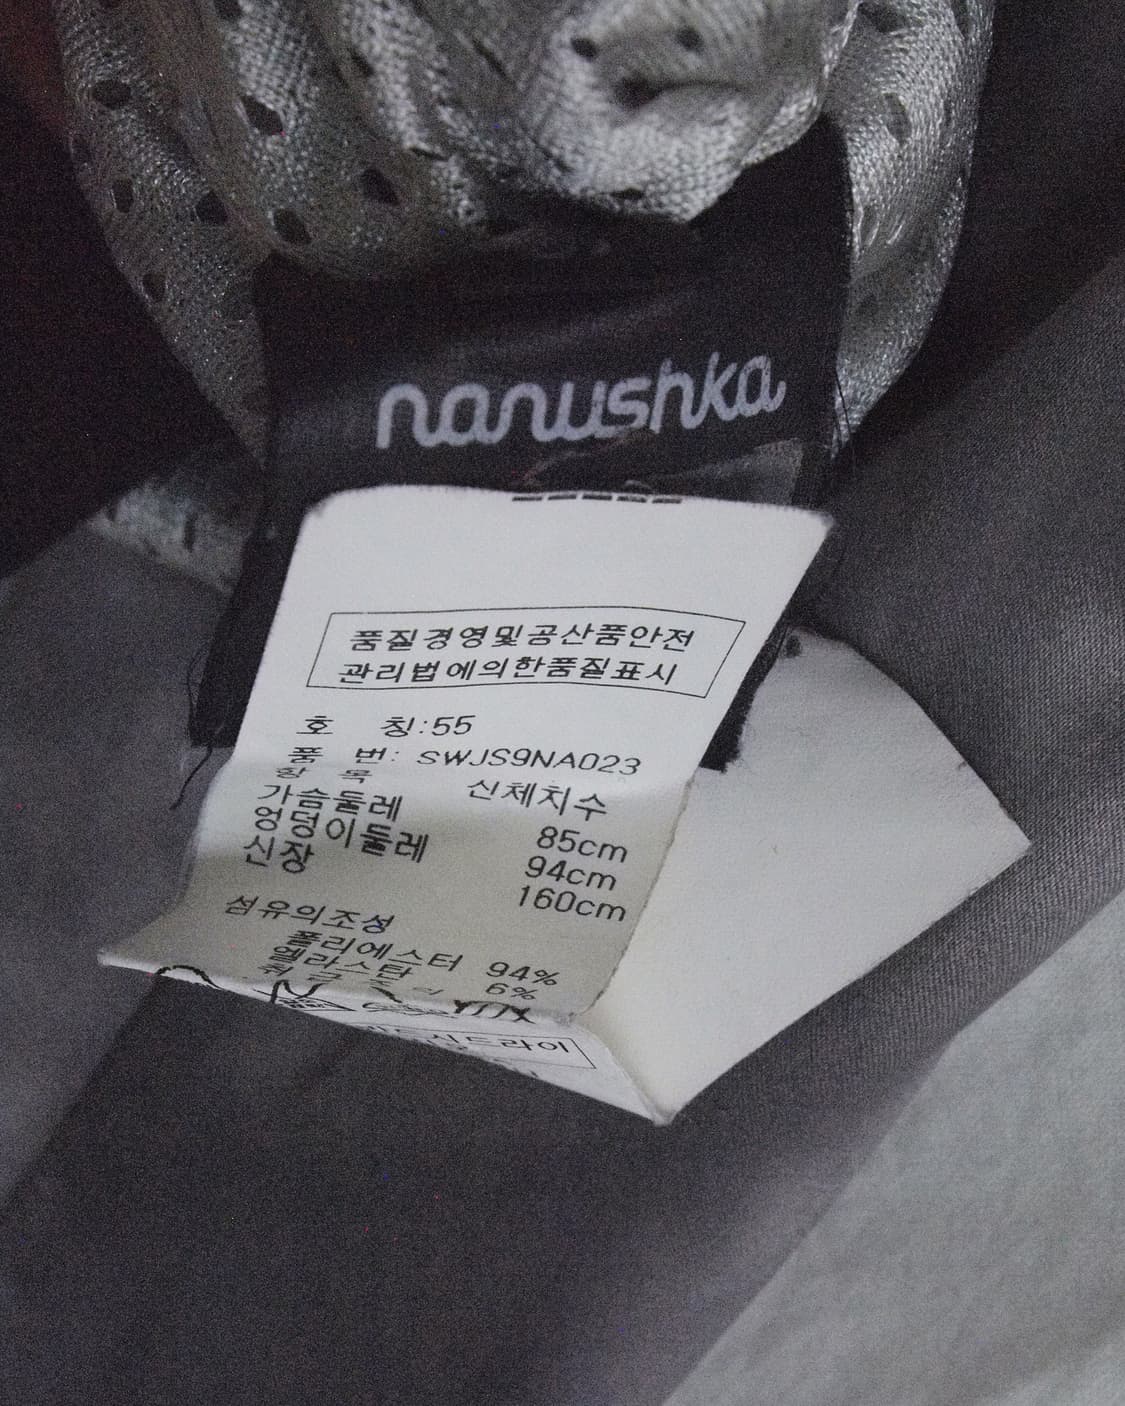 nanushka
품질경영및공산품안전
관리법에의한품질표시
호 칭:55
품 번: SWJS9NA023
항 목 신체치수
가슴둘레 85cm
엉덩이둘레 94cm
신장 160cm
섬유의조성
폴리에스터 94%
엘라스탄 6%
드라이